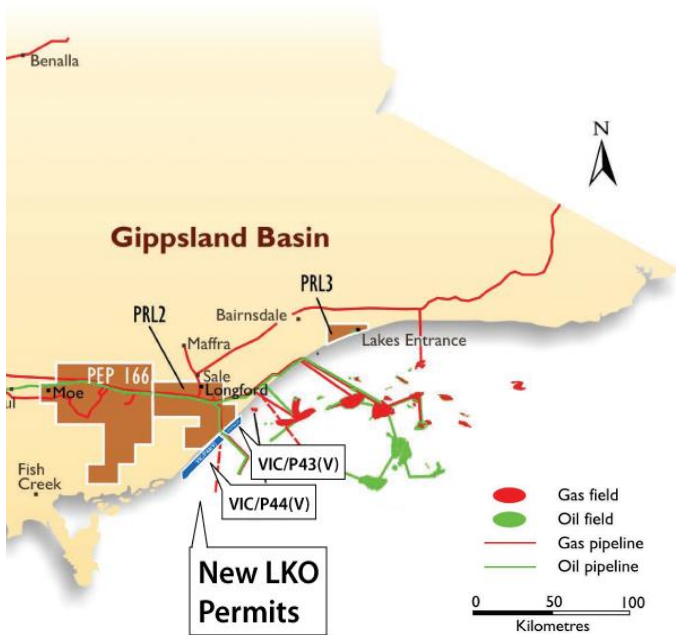 Benalla
N
Gippsland Basin
PRL3
PRL2
Bairnsdale
Maffra
Lakes Entrance
PEP 166
Sale
Longford
Moe
ul
VIC/P43(V)
Fish
Creek
VIC/P44(V)
New LKO
Permits
Gas field
Oil field
Gas pipeline
Oil pipeline
0 50 100
Kilometres